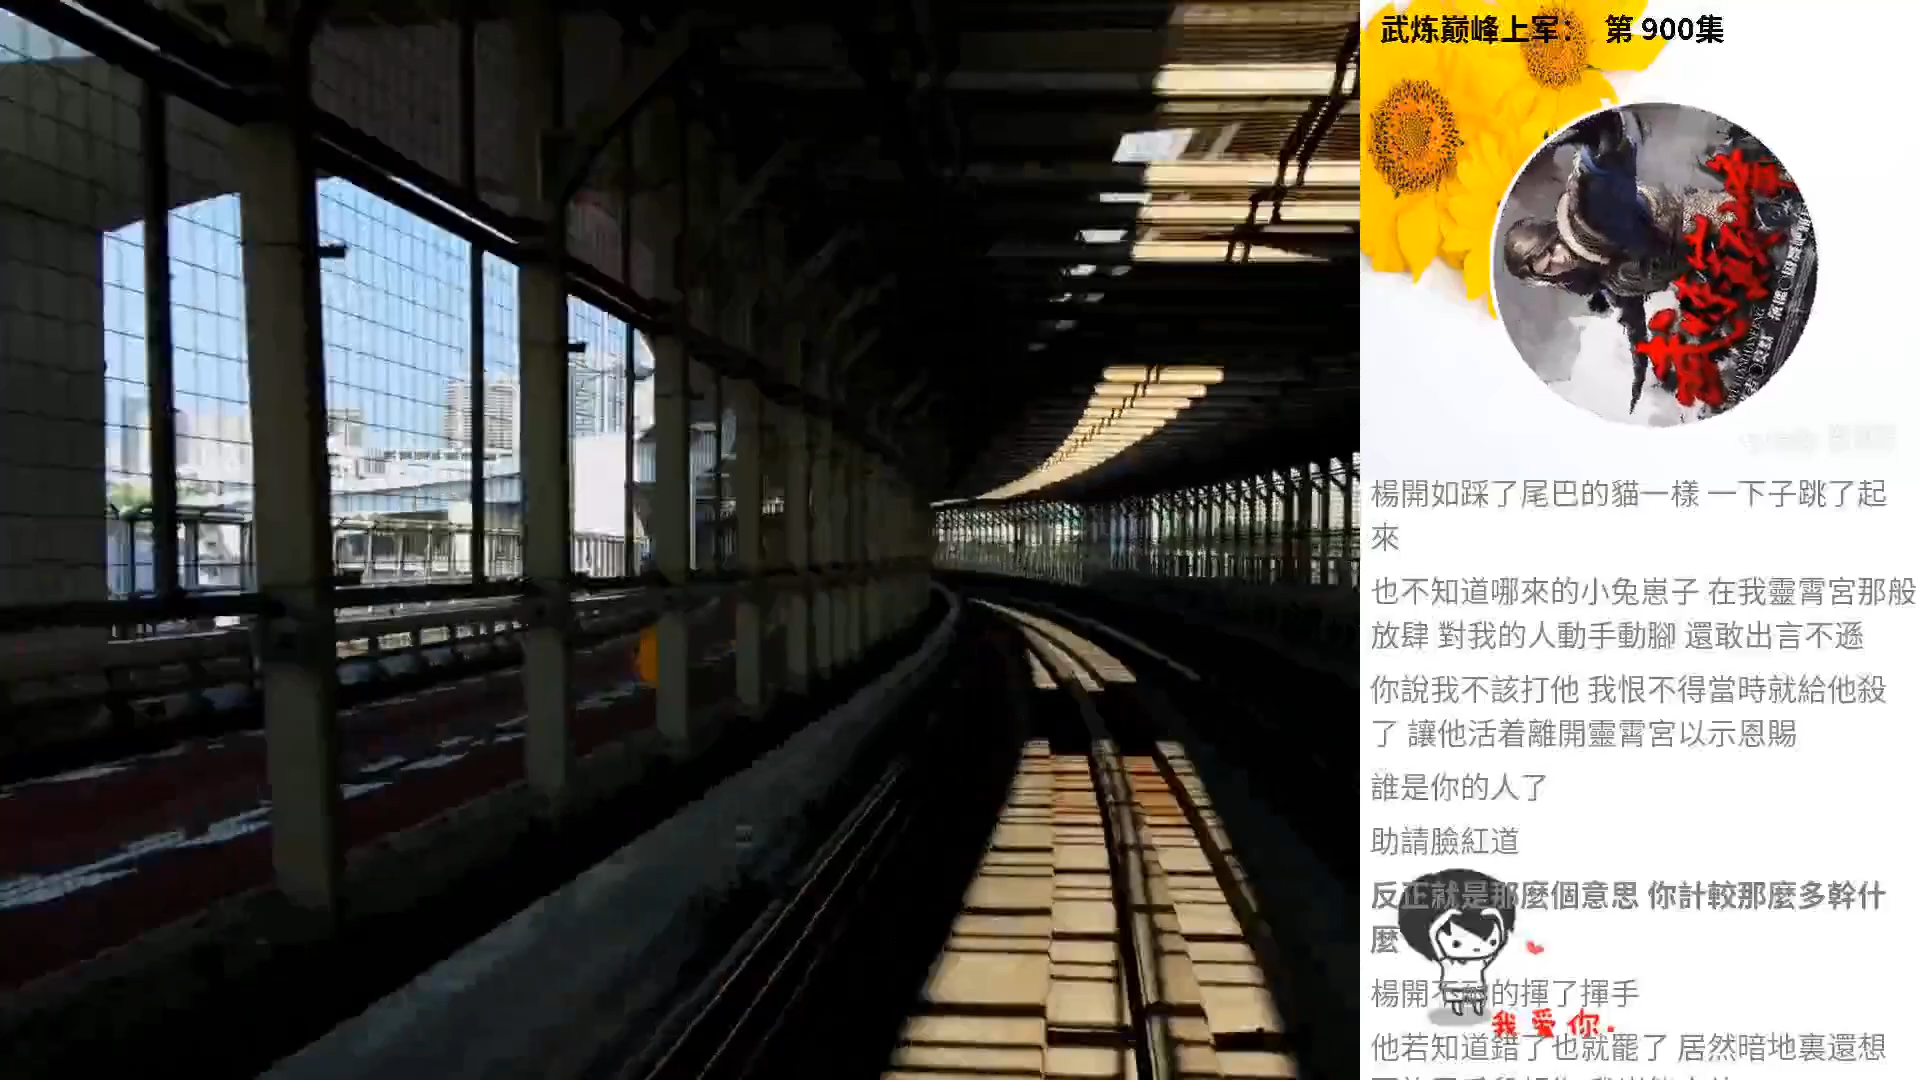 武炼巅峰上军： 第 900集
楊開如踩了尾巴的貓一樣 一下子跳了起
來
也不知道哪來的小兔崽子 在我靈霄宮那般
放肆 對我的人動手動腳 還敢出言不遜
你說我不該打他 我恨不得當時就給他殺
了 讓他活着離開靈霄宮以示恩賜
誰是你的人了
助請臉紅道
反正就是那麼個意思 你計較那麼多幹什
麼
楊開不耐的揮了揮手
我愛你.
他若知道錯了也就罷了 居然暗地裏還想